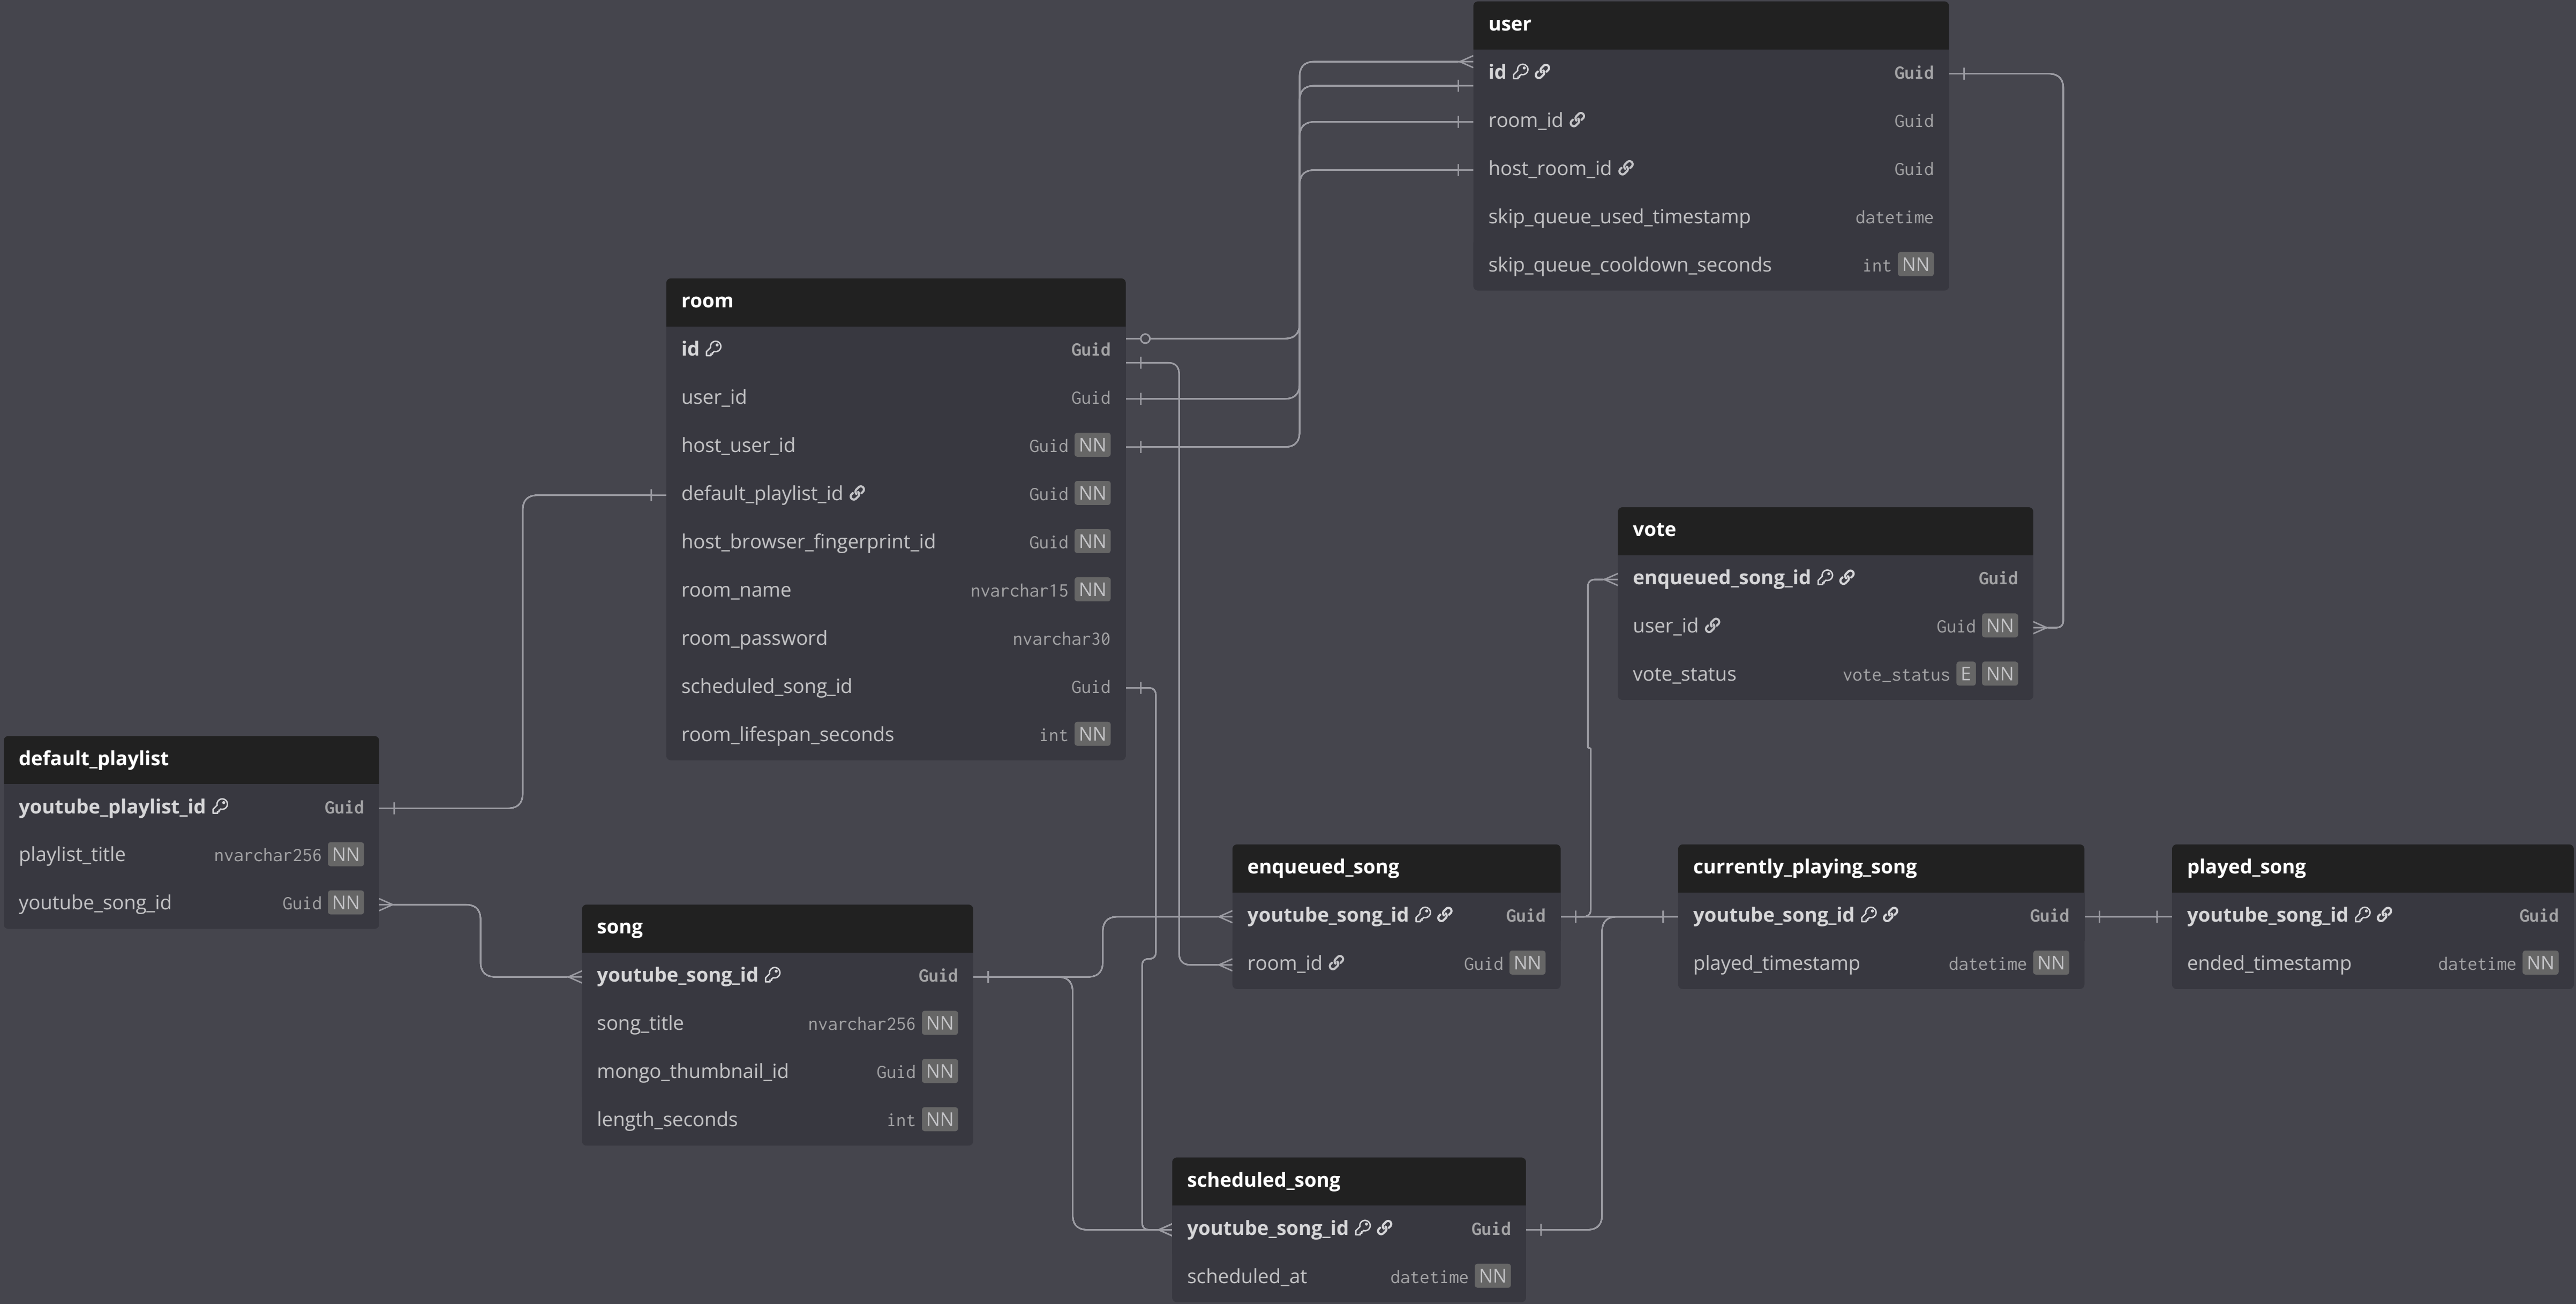 user
id Guid
room_id Guid
host_room_id Guid
skip_queue_used_timestamp datetime
skip_queue_cooldown_seconds int NN
room
id Guid
user_id Guid
host_user_id Guid NN
default_playlist_id Guid NN
host_browser_fingerprint_id Guid NN
room_name nvarchar15 NN
room_password nvarchar30
scheduled_song_id Guid
room_lifespan_seconds int NN
vote
enqueued_song_id Guid
user_id Guid NN
vote_status vote_status E NN
default_playlist
youtube_playlist_id Guid
playlist_title nvarchar256 NN
youtube_song_id Guid NN
song
youtube_song_id Guid
song_title nvarchar256 NN
mongo_thumbnail_id Guid NN
length_seconds int NN
enqueued_song
youtube_song_id Guid
room_id Guid NN
currently_playing_song
youtube_song_id Guid
played_timestamp datetime NN
played_song
youtube_song_id Guid
ended_timestamp datetime NN
scheduled_song
youtube_song_id Guid
scheduled_at datetime NN